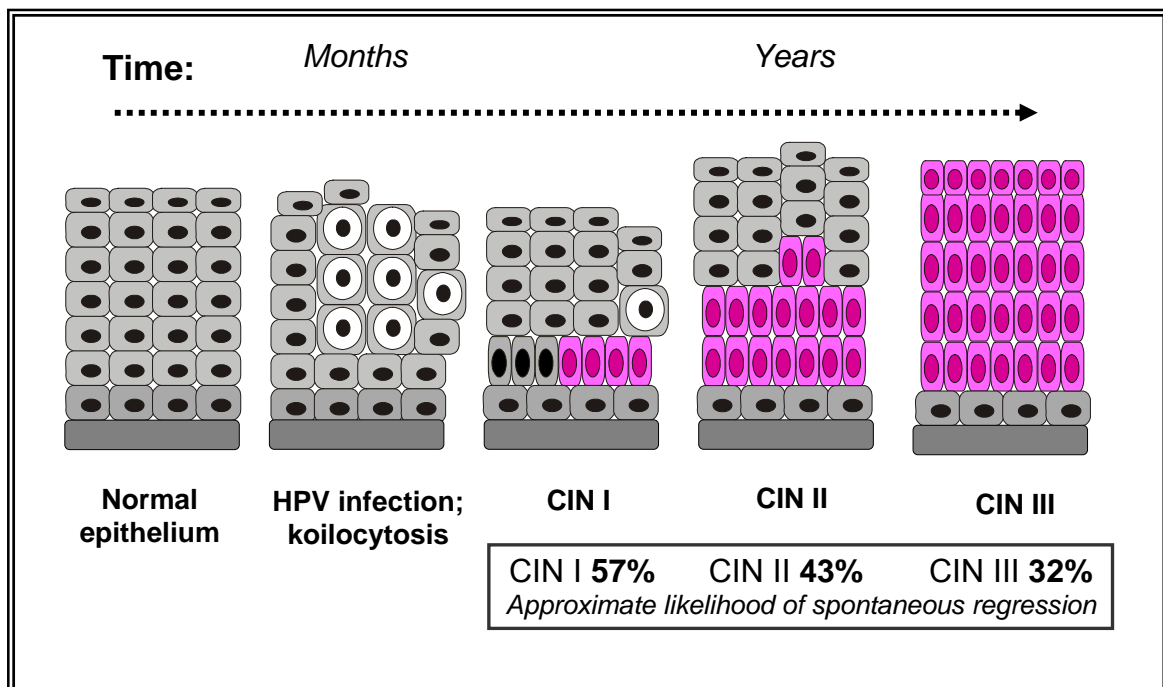 Time: Months Years
Normal
epithelium
HPV infection;
koilocytosis
CIN I
CIN II
CIN III
CIN I 57% CIN II 43% CIN III 32%
Approximate likelihood of spontaneous regression